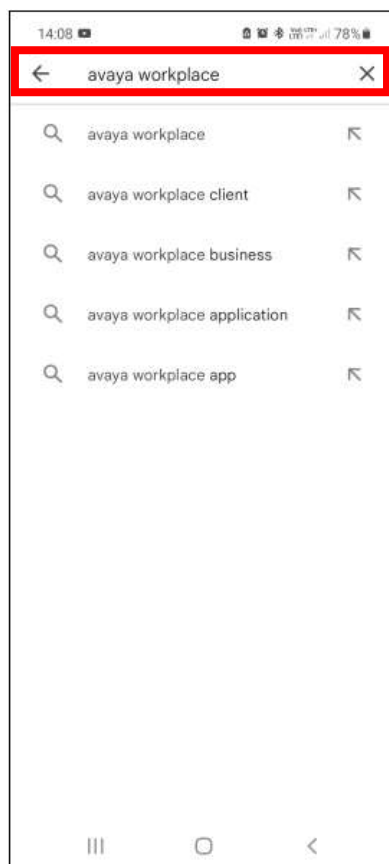 14:08 78%
avaya workplace
avaya workplace
avaya workplace client
avaya workplace business
avaya workplace application
avaya workplace app